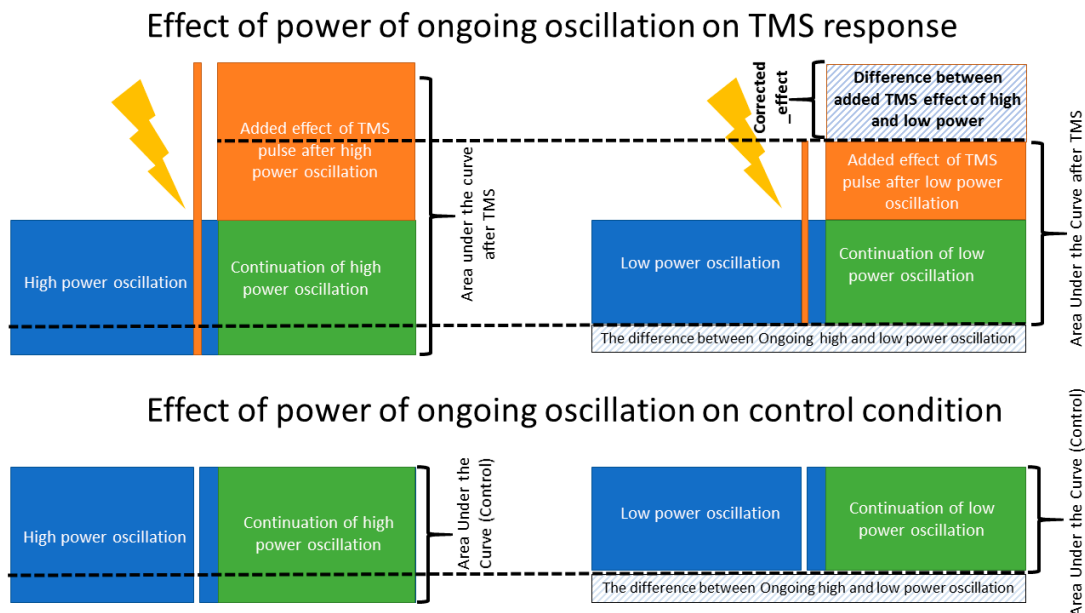 Effect of power of ongoing oscillation on TMS response
Added effect of TMS
pulse after high
power oscillation
High power oscillation
Continuation of high
power oscillation
Area under the curve
after TMS
Corrected
_effect
Difference between
added TMS effect of high
and low power
Added effect of TMS
pulse after low power
oscillation
Low power oscillation
Continuation of low
power oscillation
The difference between Ongoing high and low power oscillation
Area Under the Curve after TMS
Effect of power of ongoing oscillation on control condition
High power oscillation
Continuation of high
power oscillation
Area Under the
Curve (Control)
Low power oscillation
Continuation of low
power oscillation
The difference between Ongoing high and low power oscillation
Area Under the Curve (Control)